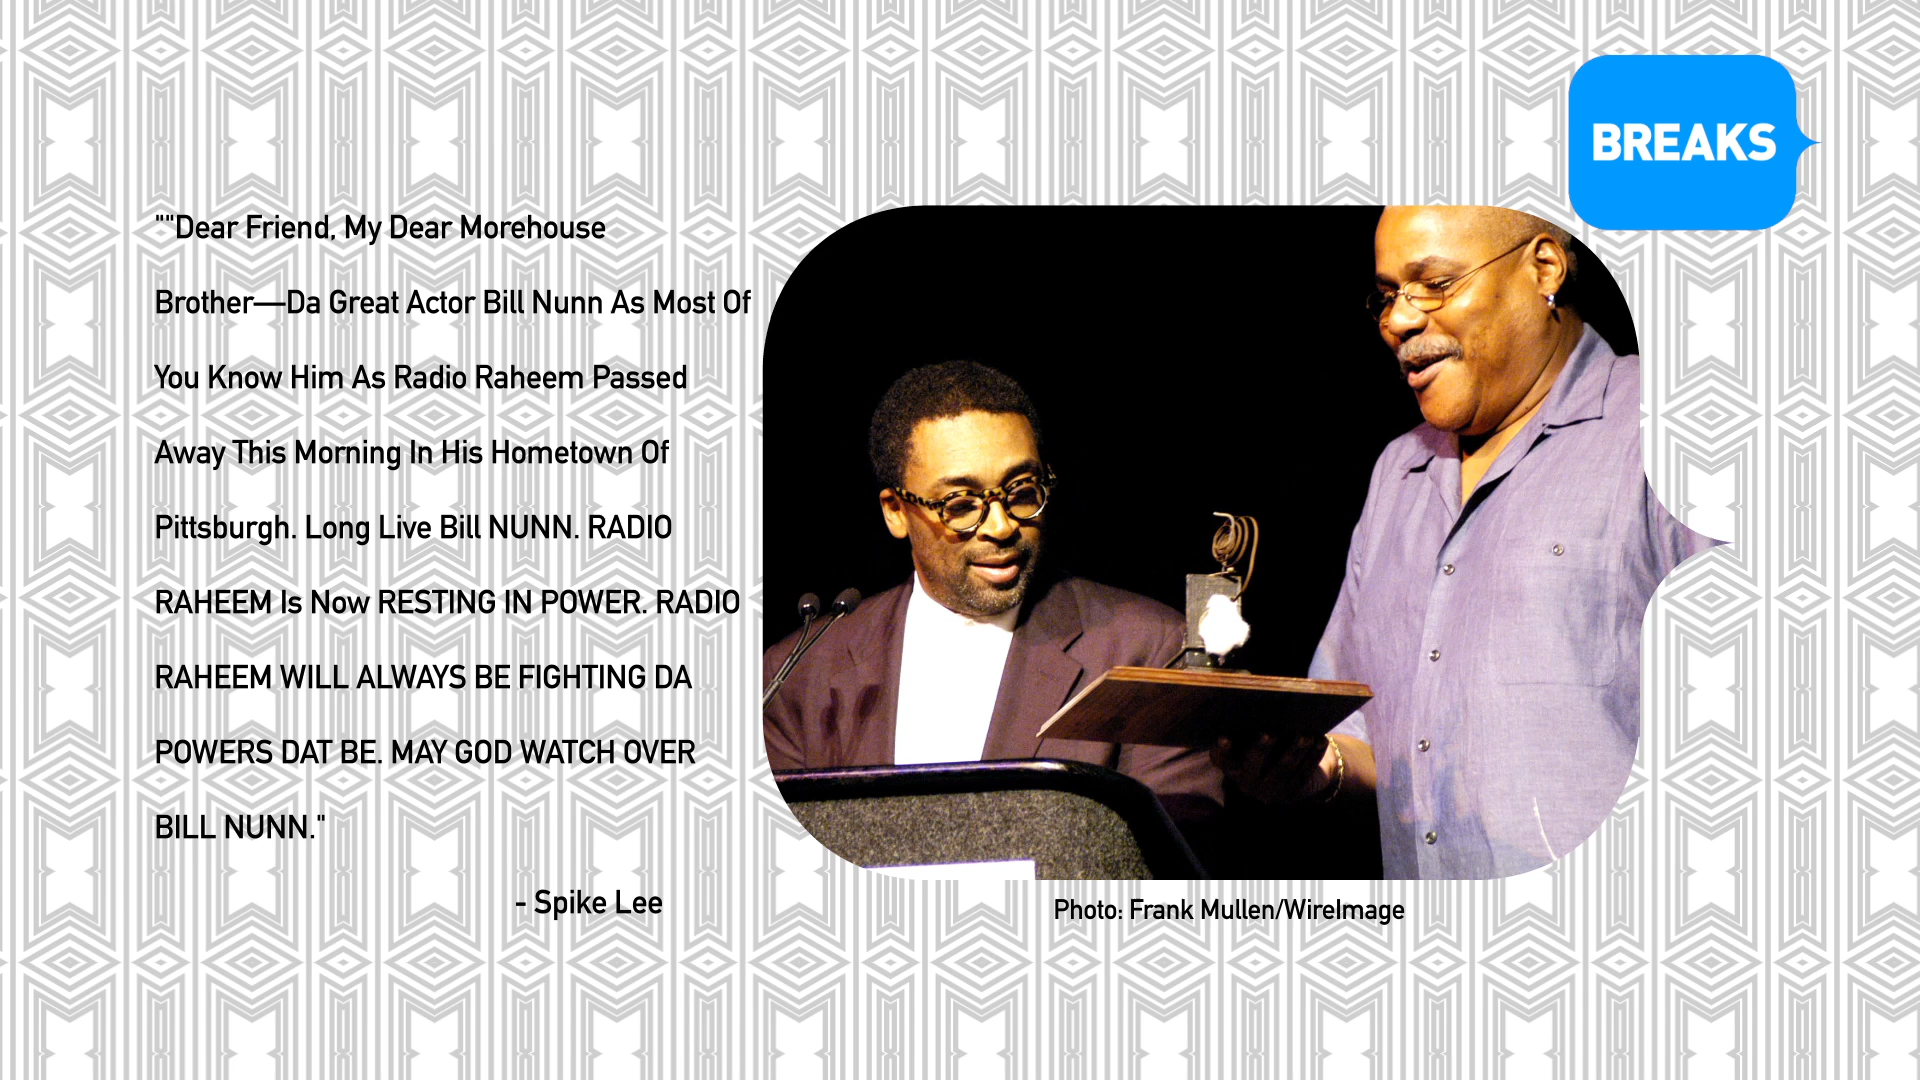 BREAKS
""Dear Friend, My Dear Morehouse
Brother—Da Great Actor Bill Nunn As Most Of
You Know Him As Radio Raheem Passed
Away This Morning In His Hometown Of
Pittsburgh. Long Live Bill NUNN. RADIO
RAHEEM Is Now RESTING IN POWER. RADIO
RAHEEM WILL ALWAYS BE FIGHTING DA
POWERS DAT BE. MAY GOD WATCH OVER
BILL NUNN."
- Spike Lee
Photo: Frank Mullen/WireImage